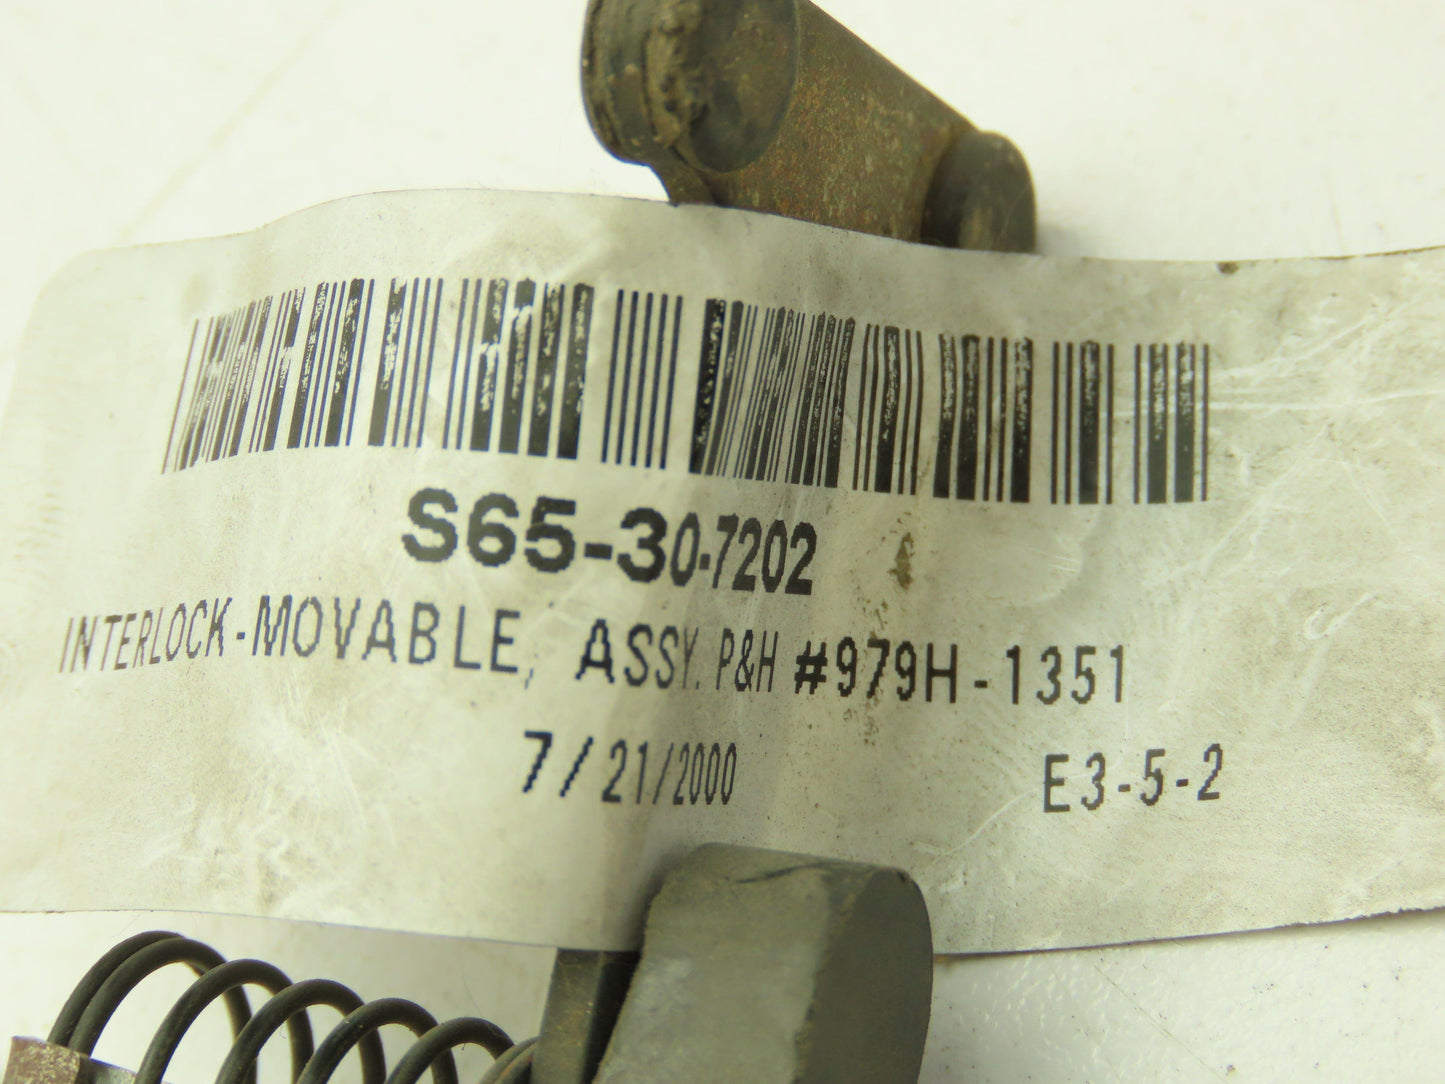 S65-30-7202
INTERLOCK-MOVABLE, ASSY. P&H #979H-1351
7/21/2000 E3-5-2